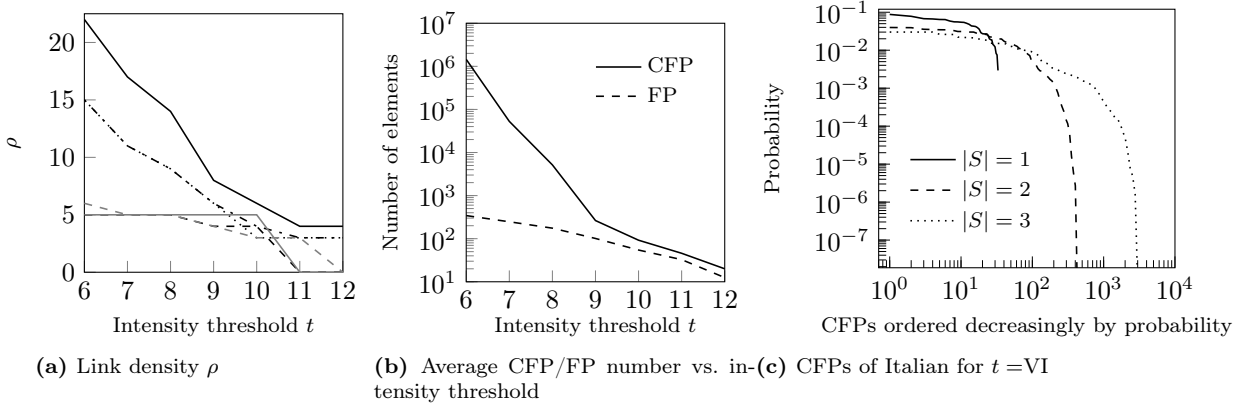 20
15
10
5
0
ρ
6 7 8 9 10 11 12
Intensity threshold t
(a) Link density ρ
10^7
10^6
10^5
10^4
10^3
10^2
10^1
Number of elements
CFP
FP
6 7 8 9 10 11 12
Intensity threshold t
(b) Average CFP/FP number vs. in-
tensity threshold
10^-1
10^-2
10^-3
10^-4
10^-5
10^-6
10^-7
Probability
|S| = 1
|S| = 2
|S| = 3
10^0 10^1 10^2 10^3 10^4
CFPs ordered decreasingly by probability
(c) CFPs of Italian for t =VI